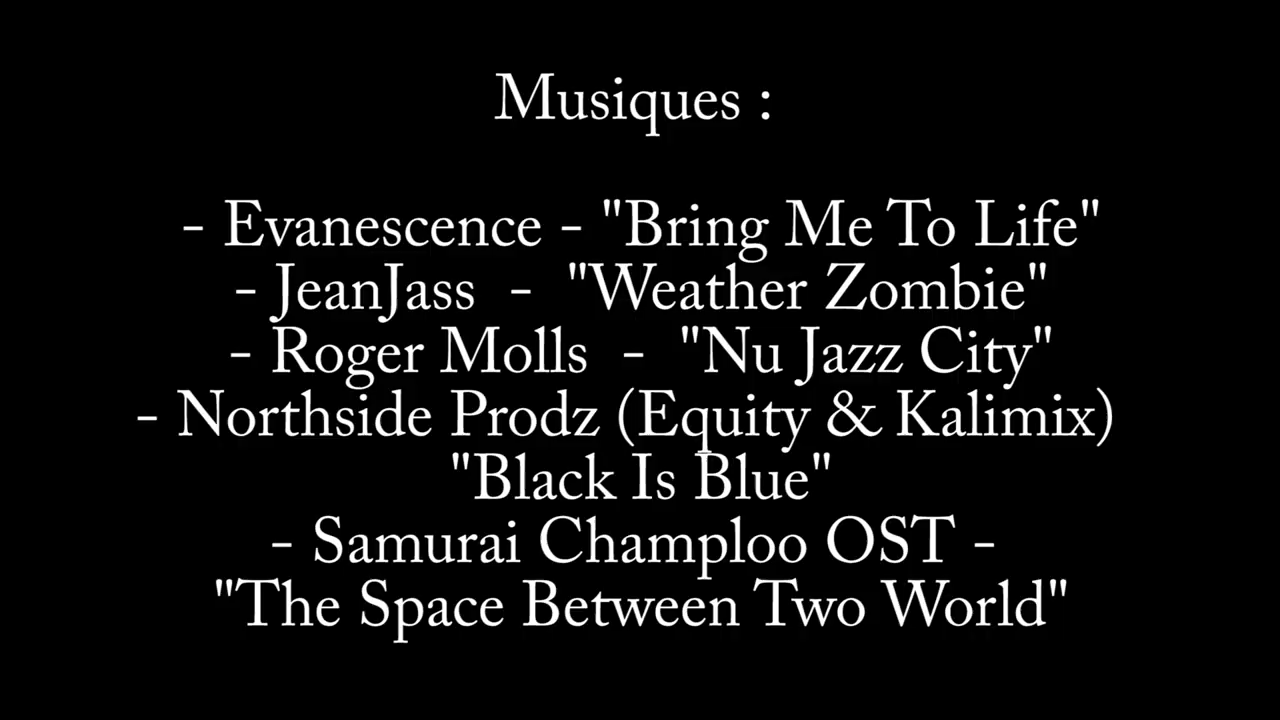 Musiques :
- Evanescence - "Bring Me To Life"
- JeanJass - "Weather Zombie"
- Roger Molls - "Nu Jazz City"
- Northside Prodz (Equity & Kalimix)
"Black Is Blue"
- Samurai Champloo OST -
"The Space Between Two World"